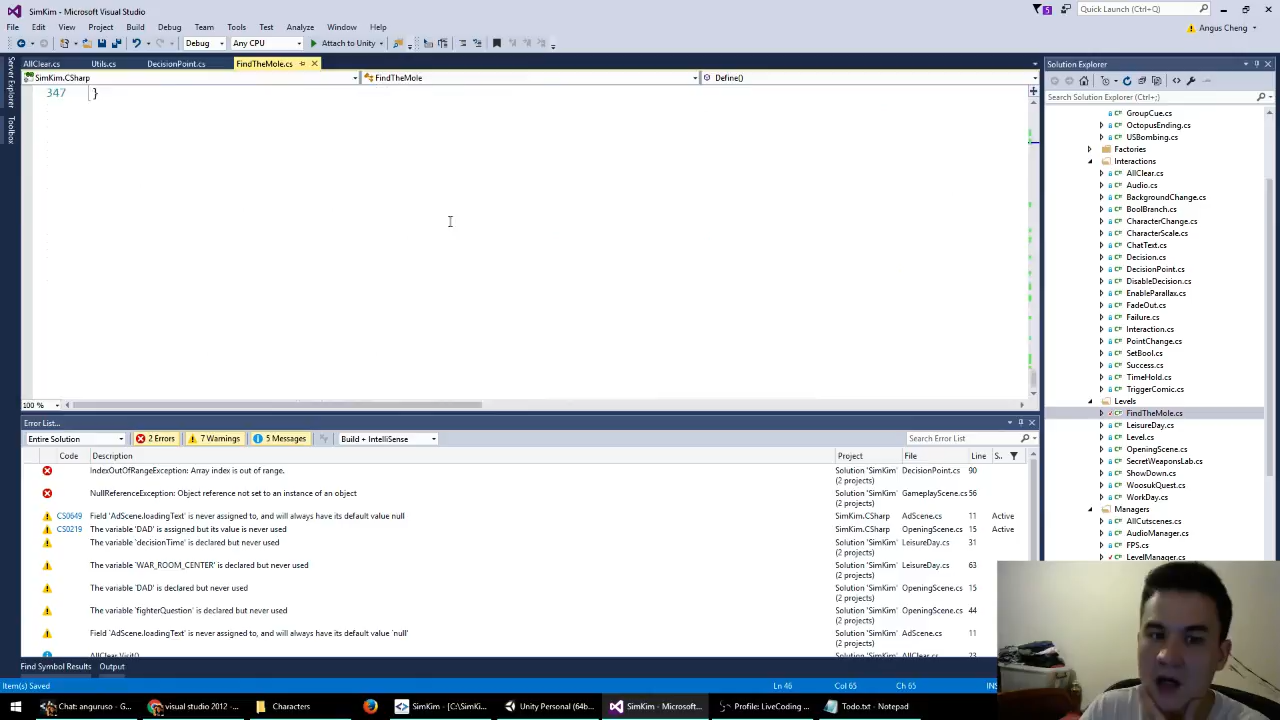 SimKim - Microsoft Visual Studio
5
Quick Launch (Ctrl+Q)
File Edit View Project Build Debug Team Tools Test Analyze Window Help
Angus Cheng
Debug Any CPU Attach to Unity
AllClear.cs Utils.cs DecisionPoint.cs FindTheMole.cs
SimKim.CSharp FindTheMole Define()
Server Explorer
Toolbox
347 }
100 %
Solution Explorer
Search Solution Explorer (Ctrl+;)
GroupCue.cs
OctopusEnding.cs
USBombing.cs
Factories
Interactions
AllClear.cs
Audio.cs
BackgroundChange.cs
BoolBranch.cs
CharacterChange.cs
CharacterScale.cs
ChatText.cs
Decision.cs
DecisionPoint.cs
DisableDecision.cs
EnableParallax.cs
FadeOut.cs
Failure.cs
Interaction.cs
PointChange.cs
SetBool.cs
Success.cs
TimeHold.cs
TriggerComic.cs
Levels
FindTheMole.cs
LeisureDay.cs
Level.cs
OpeningScene.cs
SecretWeaponsLab.cs
ShowDown.cs
WoosukQuest.cs
WorkDay.cs
Managers
AllCutscenes.cs
AudioManager.cs
FPS.cs
LevelManager.cs
Error List...
Entire Solution 2 Errors 7 Warnings 5 Messages Build + IntelliSense Search Error List
Code Description Project File Line S..
IndexOutOfRangeException: Array index is out of range. Solution 'SimKim' DecisionPoint.cs 90
(2 projects)
NullReferenceException: Object reference not set to an instance of an object Solution 'SimKim' GameplayScene.cs 56
(2 projects)
CS0649 Field 'AdScene.loadingText' is never assigned to, and will always have its default value null SimKim.CSharp AdScene.cs 11 Active
CS0219 The variable 'DAD' is assigned but its value is never used SimKim.CSharp OpeningScene.cs 15 Active
The variable `decisionTime' is declared but never used Solution 'SimKim' LeisureDay.cs 31
(2 projects)
The variable `WAR_ROOM_CENTER' is declared but never used Solution 'SimKim' LeisureDay.cs 63
(2 projects)
The variable `DAD' is declared but never used Solution 'SimKim' OpeningScene.cs 15
(2 projects)
The variable `fighterQuestion' is declared but never used Solution 'SimKim' OpeningScene.cs 44
(2 projects)
Field `AdScene.loadingText' is never assigned to, and will always have its default value `null' Solution 'SimKim' AdScene.cs 11
(2 projects)
AllClear.Visit() Solution 'SimKim' AllClear.cs 23
Find Symbol Results Output
Item(s) Saved Ln 46 Col 65 Ch 65 INS
Chat: anguruso - G... visual studio 2012 - ... Characters SimKim - [C:\SimKi... Unity Personal (64b... SimKim - Microsoft... Profile: LiveCoding ... Todo.txt - Notepad